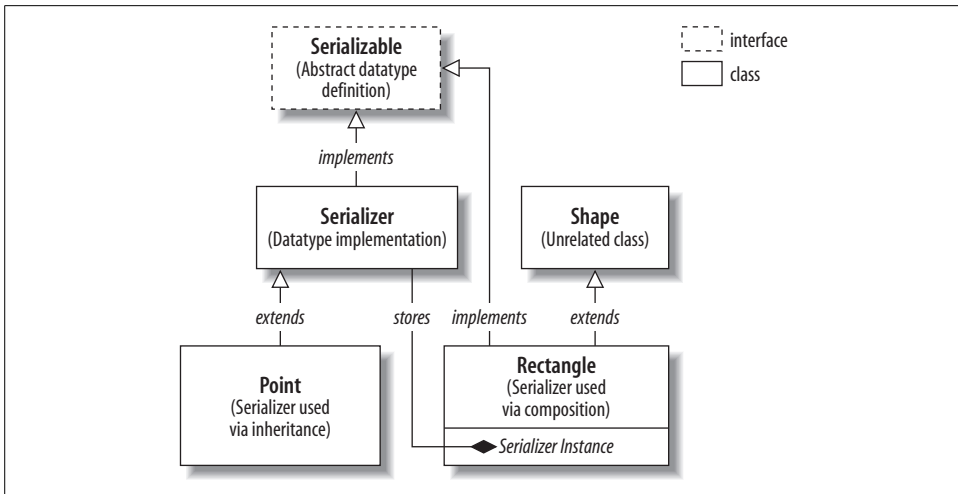 Serializable
(Abstract datatype
definition)
interface
class
implements
Serializer
(Datatype implementation)
Shape
(Unrelated class)
extends
stores
implements
extends
Point
(Serializer used
via inheritance)
Rectangle
(Serializer used
via composition)
Serializer Instance